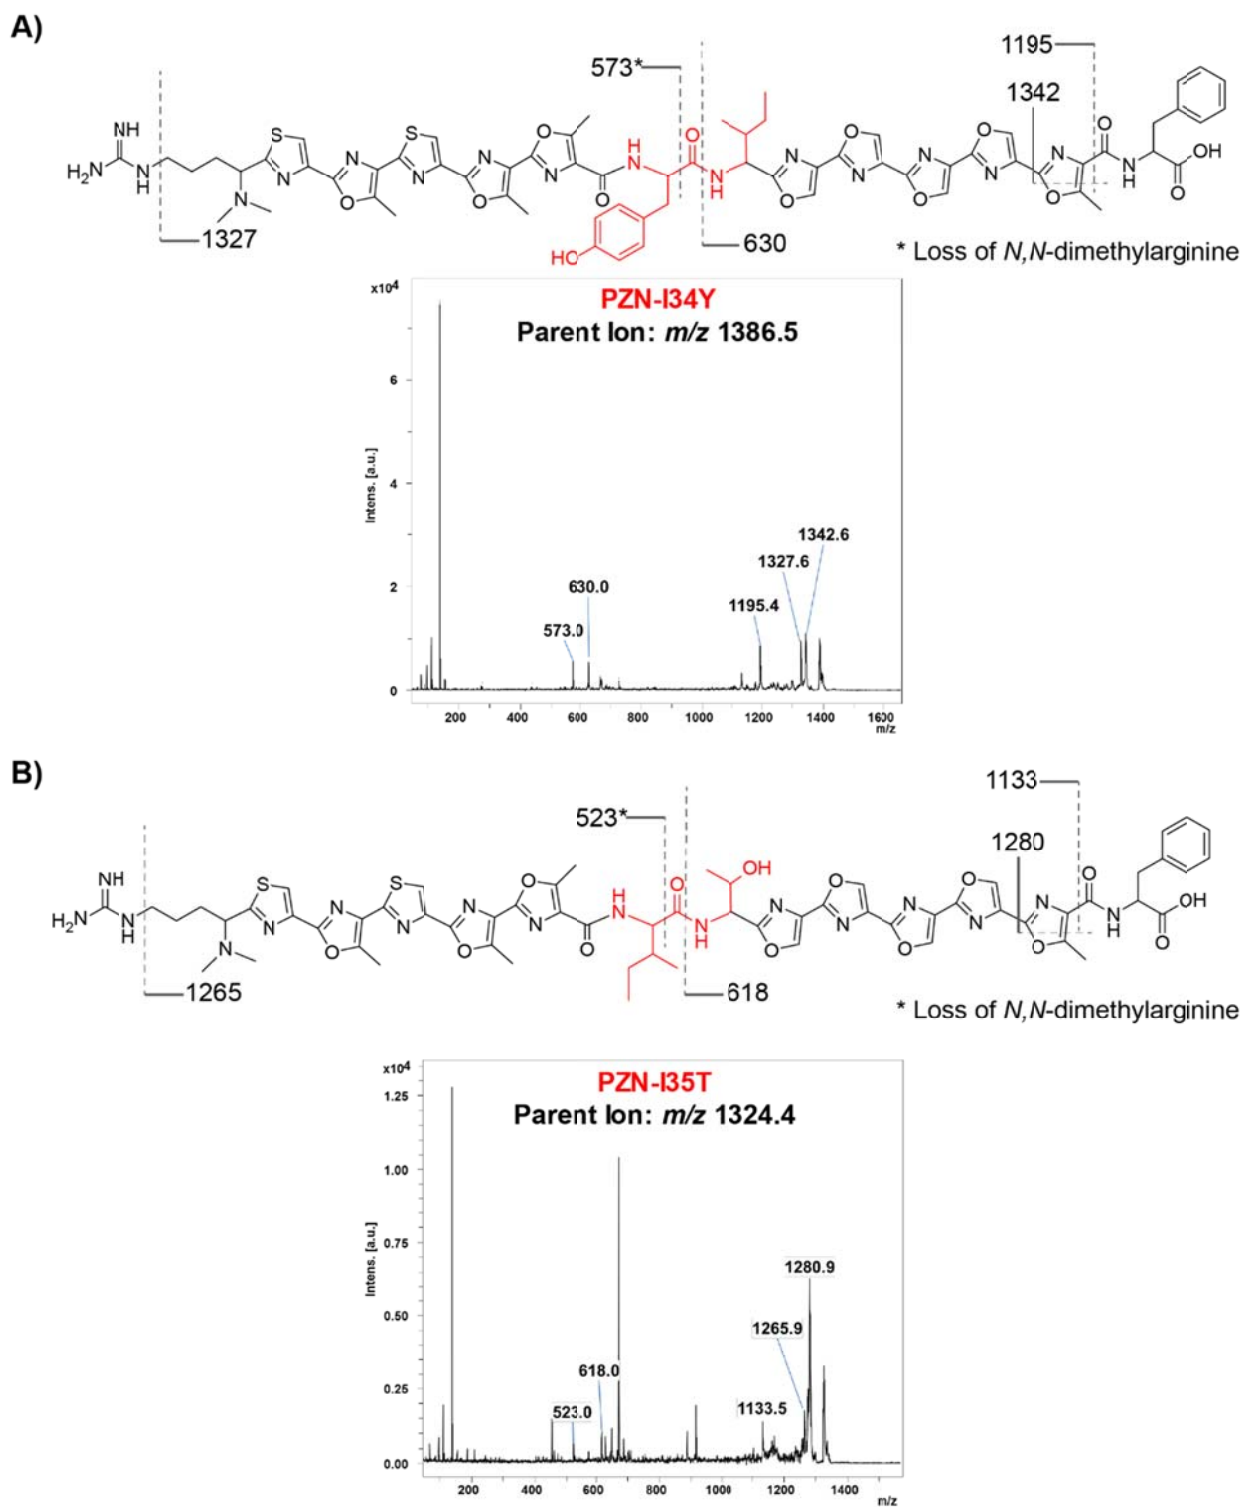 A)
1195
573*
1342
NH
S
S
O
O
O
O
O
OH
H2N
N
H
N
N
N
N
N
N
O
O
O
H
N
N
H
N
O
N
O
N
O
N
O
N
H
O
HO
1327
630
* Loss of N,N-dimethylarginine
x10⁴
PZN-I34Y
Parent Ion: m/z 1386.5
6
4
2
0
Intens. [a.u.]
1342.6
1327.6
630.0
1195.4
573.0
200 400 600 800 1000 1200 1400 1600
m/z
B)
1133
523*
1280
NH
S
S
O
O
OH
O
O
O
OH
H2N
N
H
N
N
N
N
N
N
O
O
O
H
N
N
H
N
O
N
N
O
N
N
O
N
H
O
1265
618
* Loss of N,N-dimethylarginine
x10⁴
PZN-I35T
Parent Ion: m/z 1324.4
1.25
1.00
0.75
0.50
0.25
0.00
Intens. [a.u.]
1280.9
1265.9
618.0
523.0
1133.5
200 400 600 800 1000 1200 1400
m/z